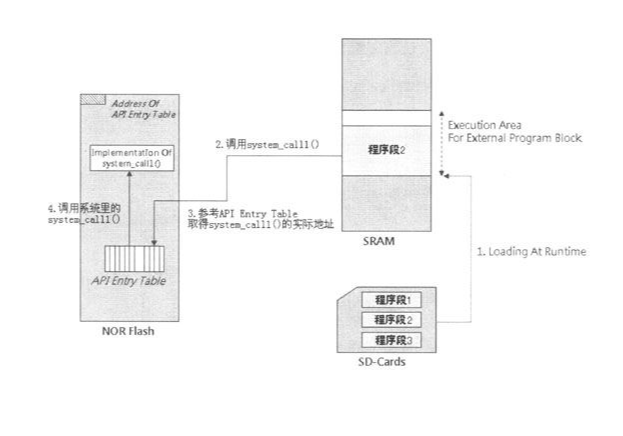 Address Of
API Entry Table
Implementation Of
system_call1()
4.调用系统里的
system_call1()
API Entry Table
NOR Flash
2.调用system_call1()
3.参考API Entry Table
取得system_call1()的实际地址
程序段2
SRAM
Execution Area
For External Program Block
1. Loading At Runtime
程序段1
程序段2
程序段3
SD-Cards